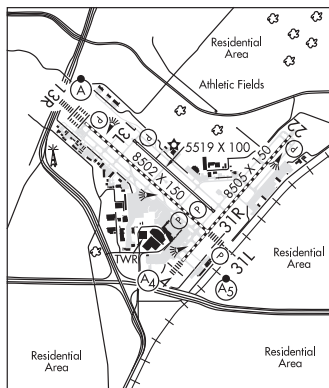 Residential
Area
Athletic Fields
A
13R
P
13L
P
5519 X 100
22
P
8502 X 150
8505 X 150
P
P
31R
P
31L
TWR
A4
4
A5
Residential
Area
Residential
Area
Residential
Area